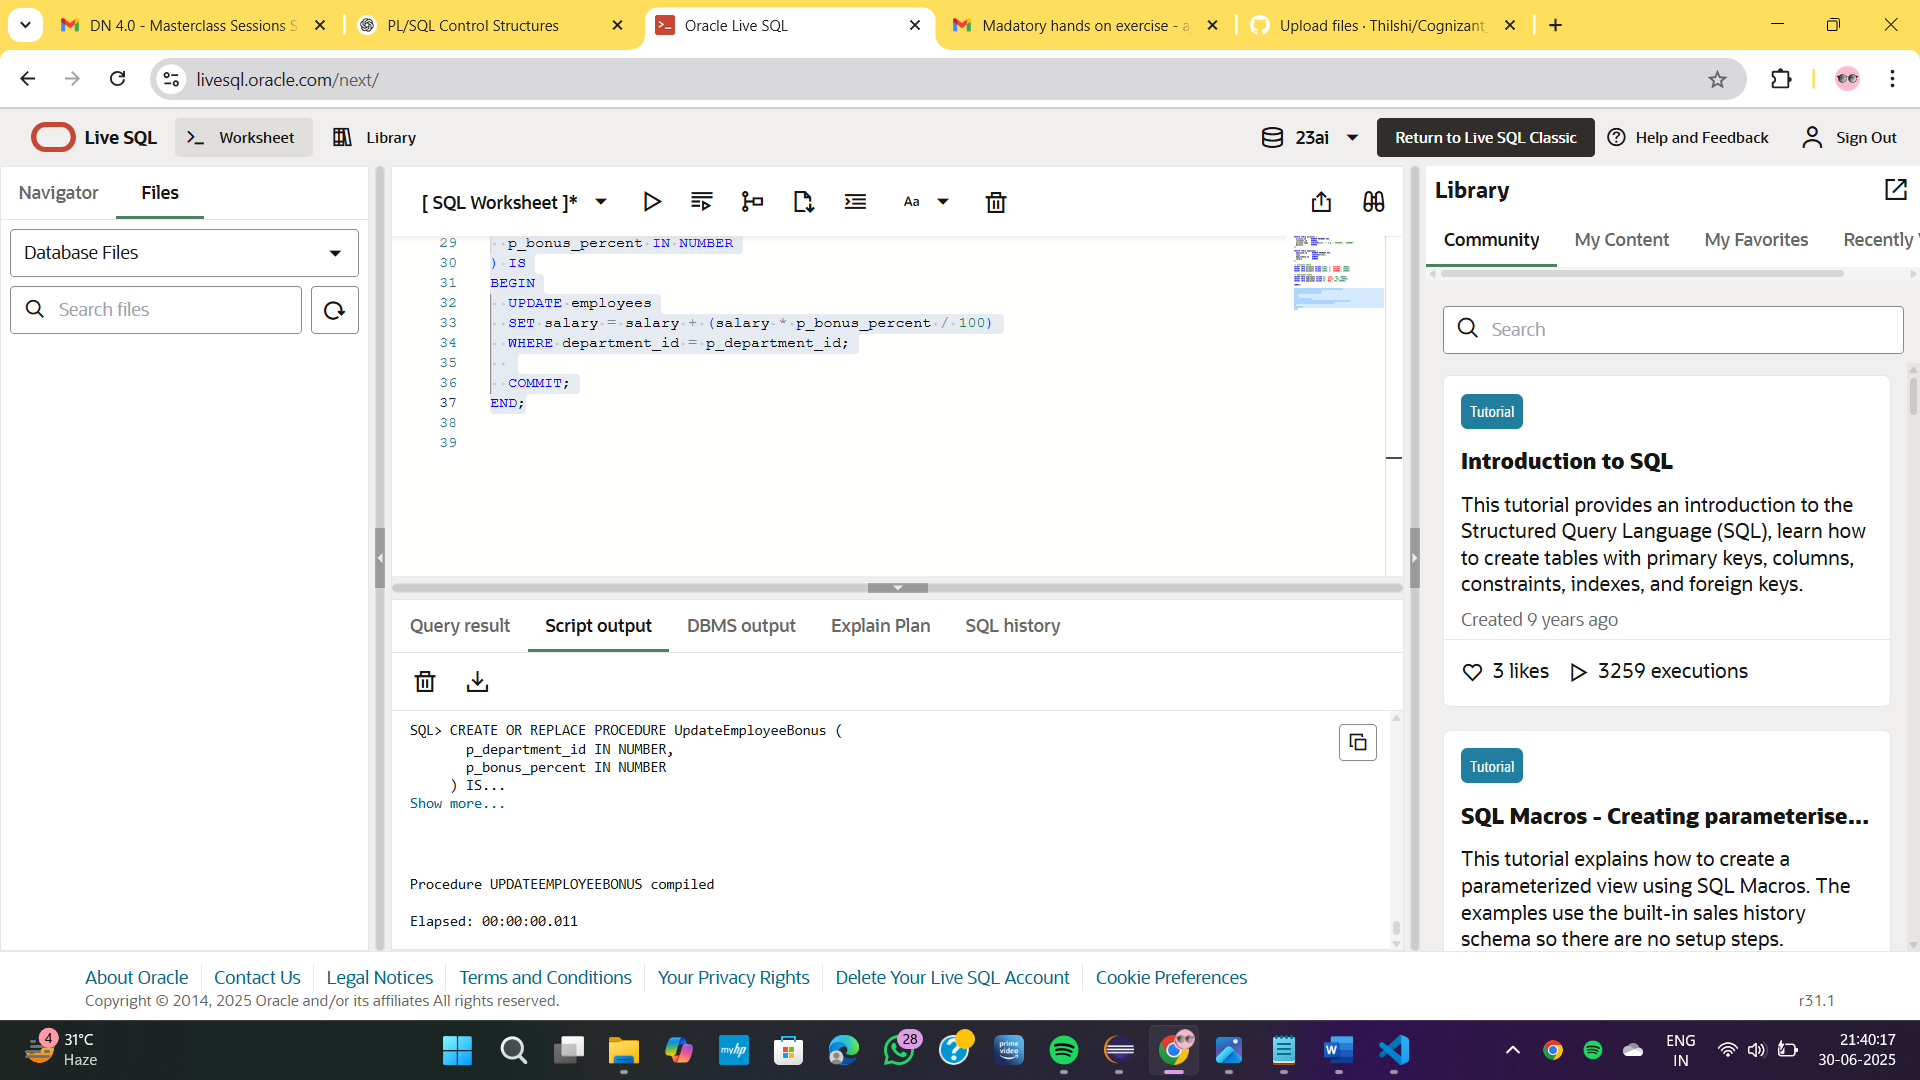 DN 4.0 - Masterclass Sessions S
PL/SQL Control Structures
Oracle Live SQL
Madatory hands on exercise - a
Upload files · Thilshi/Cognizant_
livesql.oracle.com/next/
Live SQL
Worksheet
Library
23ai
Return to Live SQL Classic
Help and Feedback
Sign Out
Navigator
Files
Database Files
Search files
[ SQL Worksheet ]*
Aa
29 p_bonus_percent IN NUMBER
30 ) IS
31 BEGIN
32 UPDATE employees
33 SET salary = salary + (salary * p_bonus_percent / 100)
34 WHERE department_id = p_department_id;
35
36 COMMIT;
37 END;
38
39
Query result
Script output
DBMS output
Explain Plan
SQL history
SQL> CREATE OR REPLACE PROCEDURE UpdateEmployeeBonus (
p_department_id IN NUMBER,
p_bonus_percent IN NUMBER
) IS...
Show more...
Procedure UPDATEEMPLOYEEBONUS compiled
Elapsed: 00:00:00.011
Library
Community
My Content
My Favorites
Recently
Search
Tutorial
Introduction to SQL
This tutorial provides an introduction to the
Structured Query Language (SQL), learn how
to create tables with primary keys, columns,
constraints, indexes, and foreign keys.
Created 9 years ago
3 likes
3259 executions
Tutorial
SQL Macros - Creating parameterise...
This tutorial explains how to create a
parameterized view using SQL Macros. The
examples use the built-in sales history
schema so there are no setup steps.
About Oracle
Contact Us
Legal Notices
Terms and Conditions
Your Privacy Rights
Delete Your Live SQL Account
Cookie Preferences
Copyright © 2014, 2025 Oracle and/or its affiliates All rights reserved.
r31.1
4
31°C
Haze
myhp
28
prime
video
ENG
IN
21:40:17
30-06-2025